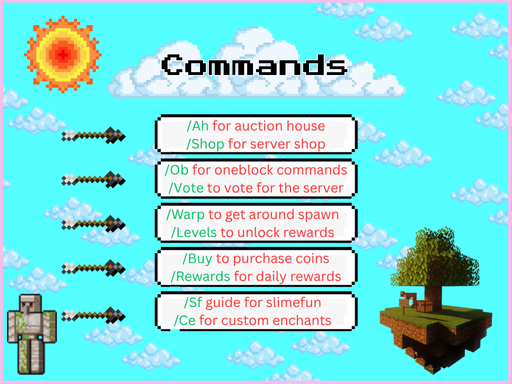 Commands
/Ah for auction house
/Shop for server shop
/Ob for oneblock commands
/Vote to vote for the server
/Warp to get around spawn
/Levels to unlock rewards
/Buy to purchase coins
/Rewards for daily rewards
/Sf guide for slimefun
/Ce for custom enchants